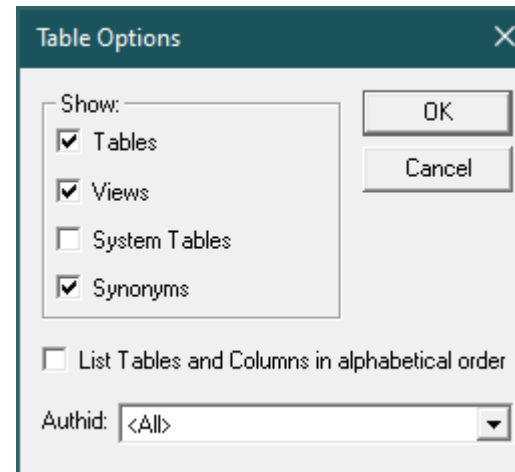 Table Options
Show:
Tables
Views
System Tables
Synonyms
OK
Cancel
List Tables and Columns in alphabetical order
Authid: <All>